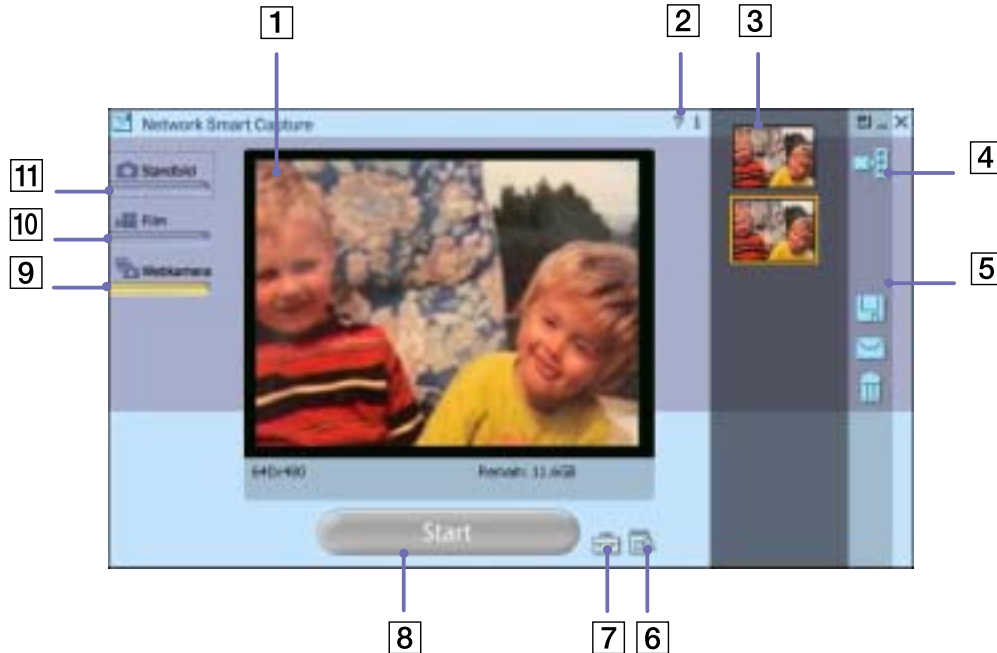 1
2
3
Network Smart Capture
4
Standbild
11
Film
10
Webkamera
9
5
640x480 Remain: 11.6GB
Start
8
7
6